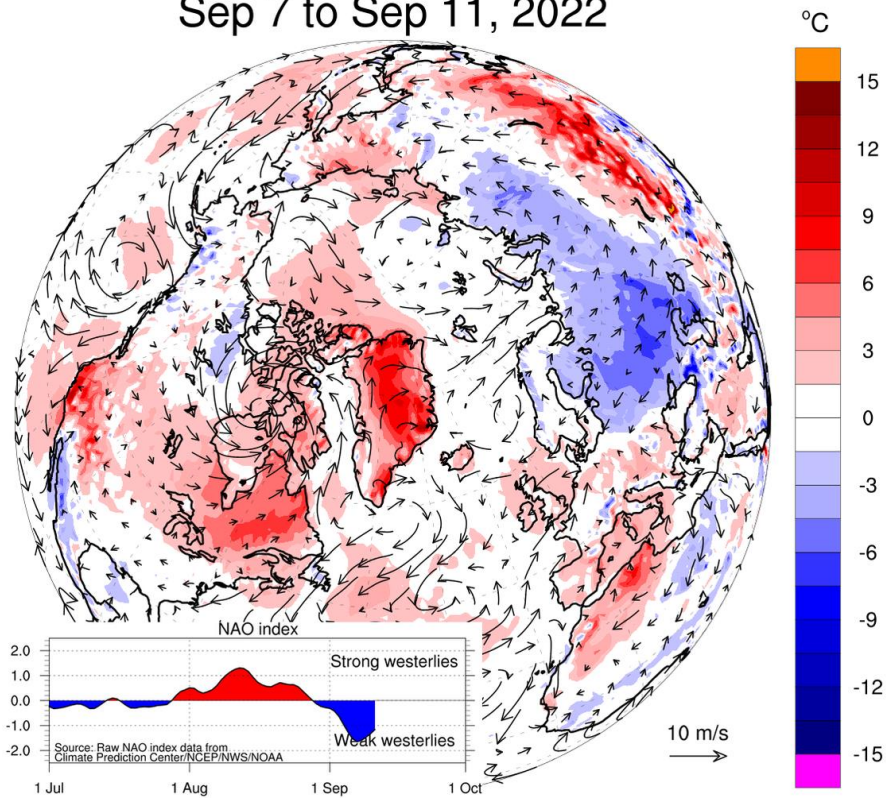 Sep 7 to Sep 11, 2022
°C
15
12
9
6
3
0
-3
-6
-9
-12
-15
10 m/s
NAO index
2.0
1.0
0.0
-1.0
-2.0
Strong westerlies
Weak westerlies
Source: Raw NAO index data from
Climate Prediction Center/NCEP/NWS/NOAA
1 Jul
1 Aug
1 Sep
1 Oct